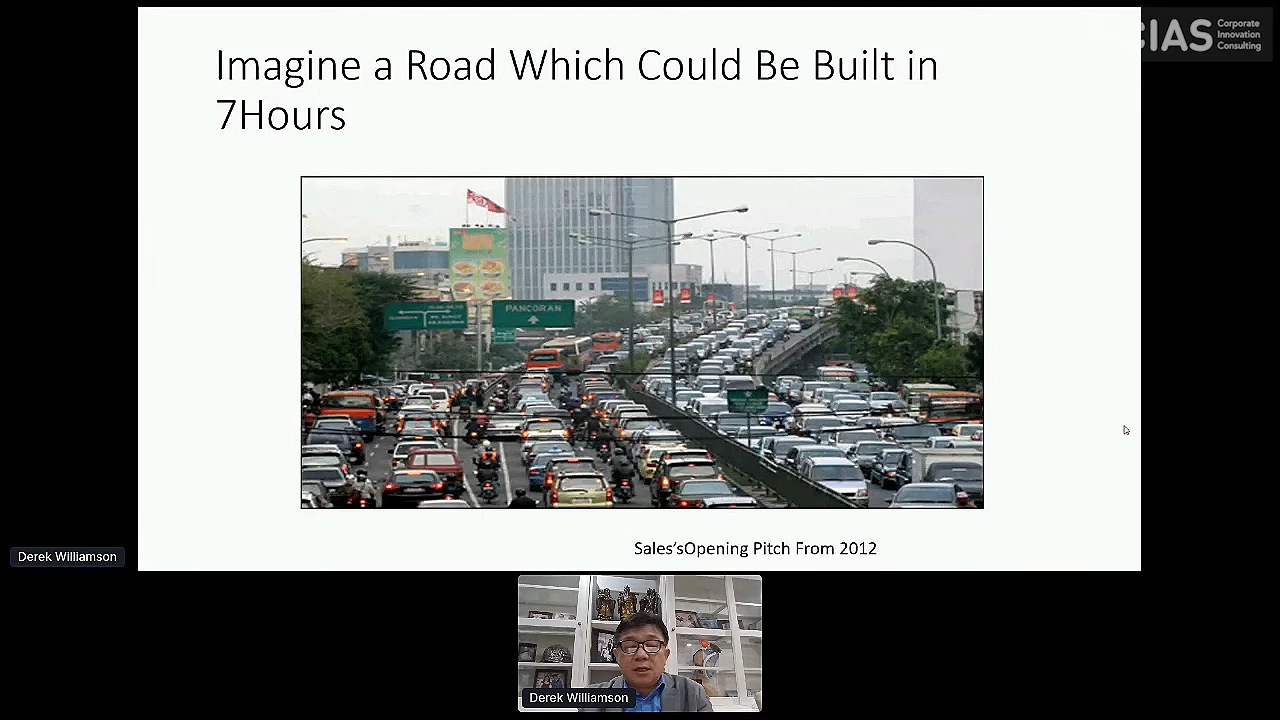 CIAS Corporate
Innovation
Consulting
Imagine a Road Which Could Be Built in
7Hours
PANCORAN
Sales'sOpening Pitch From 2012
Derek Williamson
Derek Williamson